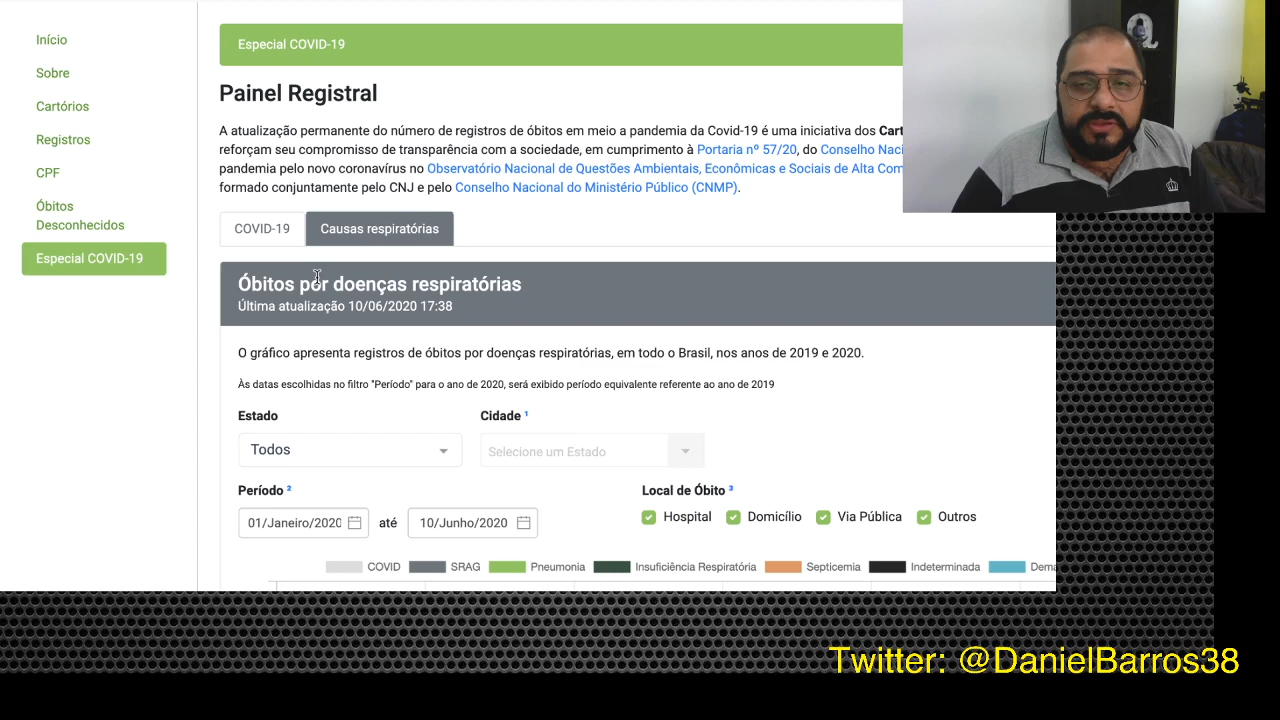 Início
Sobre
Cartórios
Registros
CPF
Óbitos
Desconhecidos
Especial COVID-19
Especial COVID-19
Painel Registral
A atualização permanente do número de registros de óbitos em meio a pandemia da Covid-19 é uma iniciativa dos Cart
reforçam seu compromisso de transparência com a sociedade, em cumprimento à Portaria nº 57/20, do Conselho Naci
pandemia pelo novo coronavírus no Observatório Nacional de Questões Ambientais, Econômicas e Sociais de Alta Com
formado conjuntamente pelo CNJ e pelo Conselho Nacional do Ministério Público (CNMP).
COVID-19 Causas respiratórias
Óbitos por doenças respiratórias
Última atualização 10/06/2020 17:38
O gráfico apresenta registros de óbitos por doenças respiratórias, em todo o Brasil, nos anos de 2019 e 2020.
Às datas escolhidas no filtro "Período" para o ano de 2020, será exibido período equivalente referente ao ano de 2019
Estado Cidade ¹
Todos Selecione um Estado
Período ² Local de Óbito ³
01/Janeiro/2020 até 10/Junho/2020 Hospital Domicílio Via Pública Outros
COVID SRAG Pneumonia Insuficiência Respiratória Septicemia Indeterminada Dema
Q
Twitter: @DanielBarros38